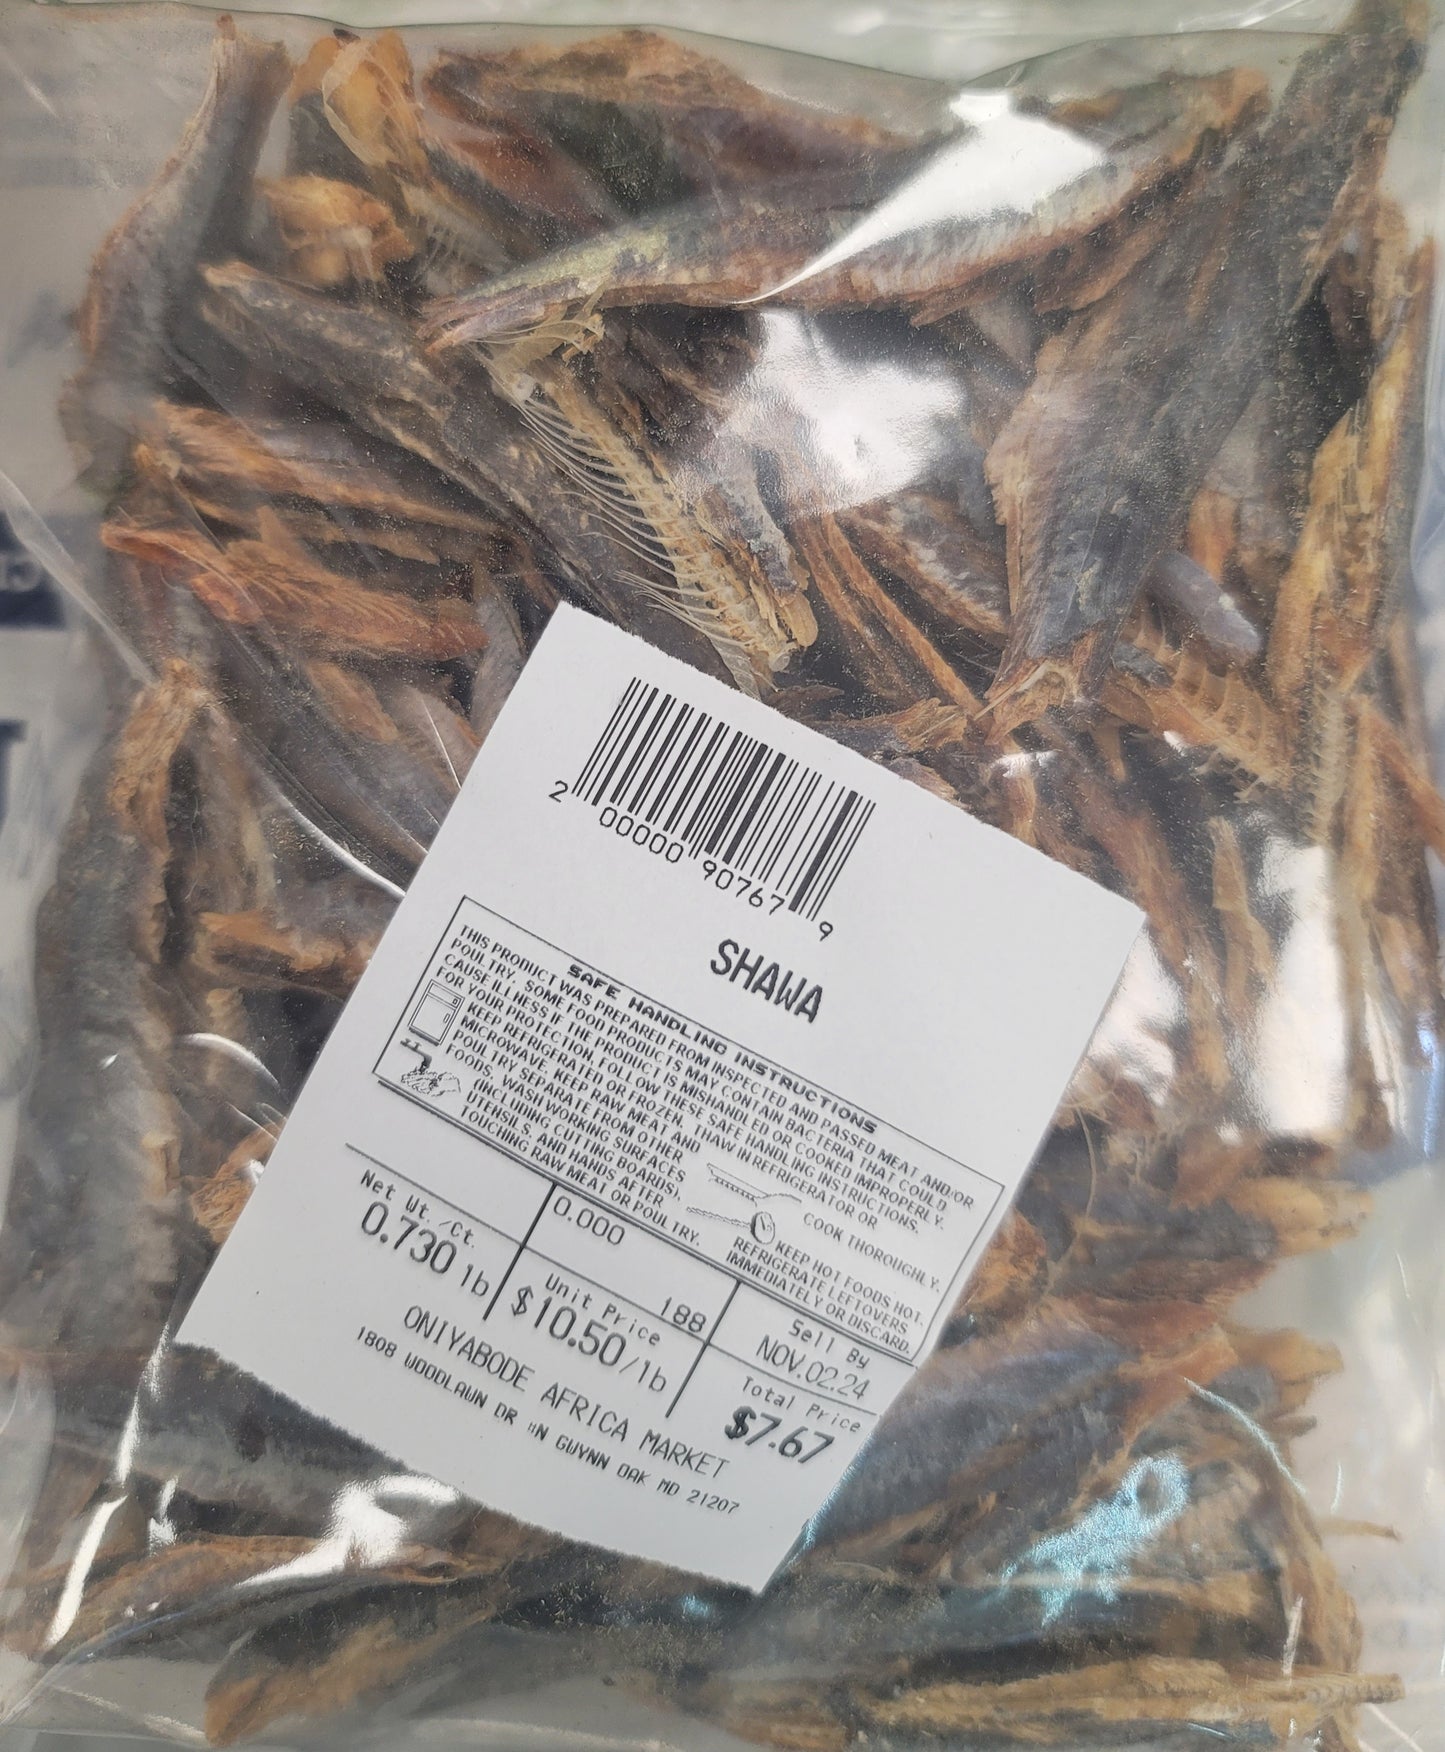 2 00000 90767 9
SHAWA
SAFE HANDLING INSTRUCTIONS
THIS PRODUCT WAS PREPARED FROM INSPECTED AND PASSED MEAT AND/OR
POULTRY. SOME FOOD PRODUCTS MAY CONTAIN BACTERIA THAT COULD
CAUSE ILLNESS IF THE PRODUCT IS MISHANDLED OR COOKED IMPROPERLY.
FOR YOUR PROTECTION, FOLLOW THESE SAFE HANDLING INSTRUCTIONS.
KEEP REFRIGERATED OR FROZEN. THAW IN REFRIGERATOR OR
MICROWAVE. KEEP RAW MEAT AND
POULTRY SEPARATE FROM OTHER
FOODS. WASH WORKING SURFACES
(INCLUDING CUTTING BOARDS),
UTENSILS, AND HANDS AFTER
TOUCHING RAW MEAT OR POULTRY.
COOK THOROUGHLY.
KEEP HOT FOODS HOT.
REFRIGERATE LEFTOVERS
IMMEDIATELY OR DISCARD.
0.000
188
Sell By
NOV.02.24
Net Wt./Ct.
0.730 lb
Unit Price
$10.50/lb
Total Price
$7.67
ONIYABODE AFRICA MARKET
1808 WOODLAWN DR #N GWYNN OAK MD 21207